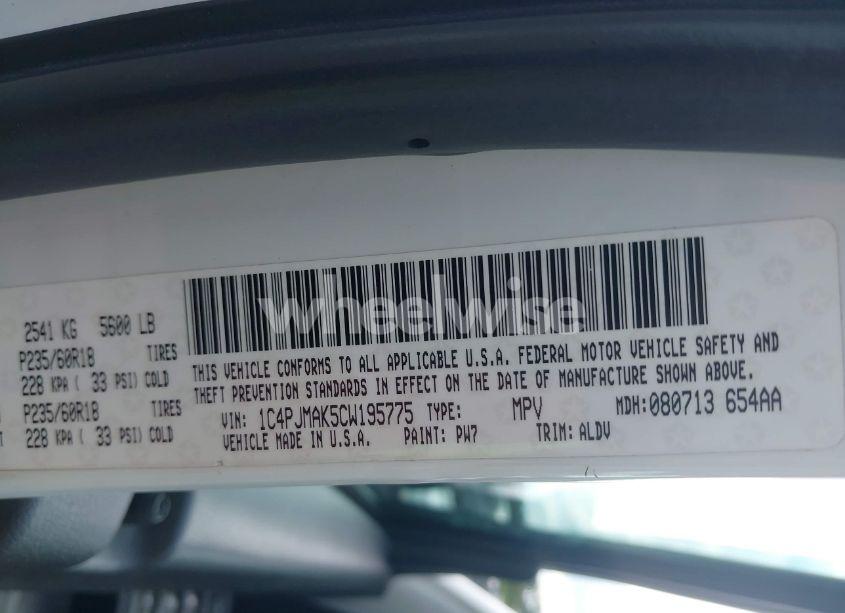 2541 KG 5600 LB
P235/60R18 TIRES
228 KPA ( 33 PSI) COLD
P235/60R18 TIRES
228 KPA ( 33 PSI) COLD
wheelwise
THIS VEHICLE CONFORMS TO ALL APPLICABLE U.S.A. FEDERAL MOTOR VEHICLE SAFETY AND
THEFT PREVENTION STANDARDS IN EFFECT ON THE DATE OF MANUFACTURE SHOWN ABOVE.
VIN: 1C4PJMAK5CW195775 TYPE: MPV MDH:080713 654AA
VEHICLE MADE IN U.S.A. PAINT: PW7 TRIM: ALDV